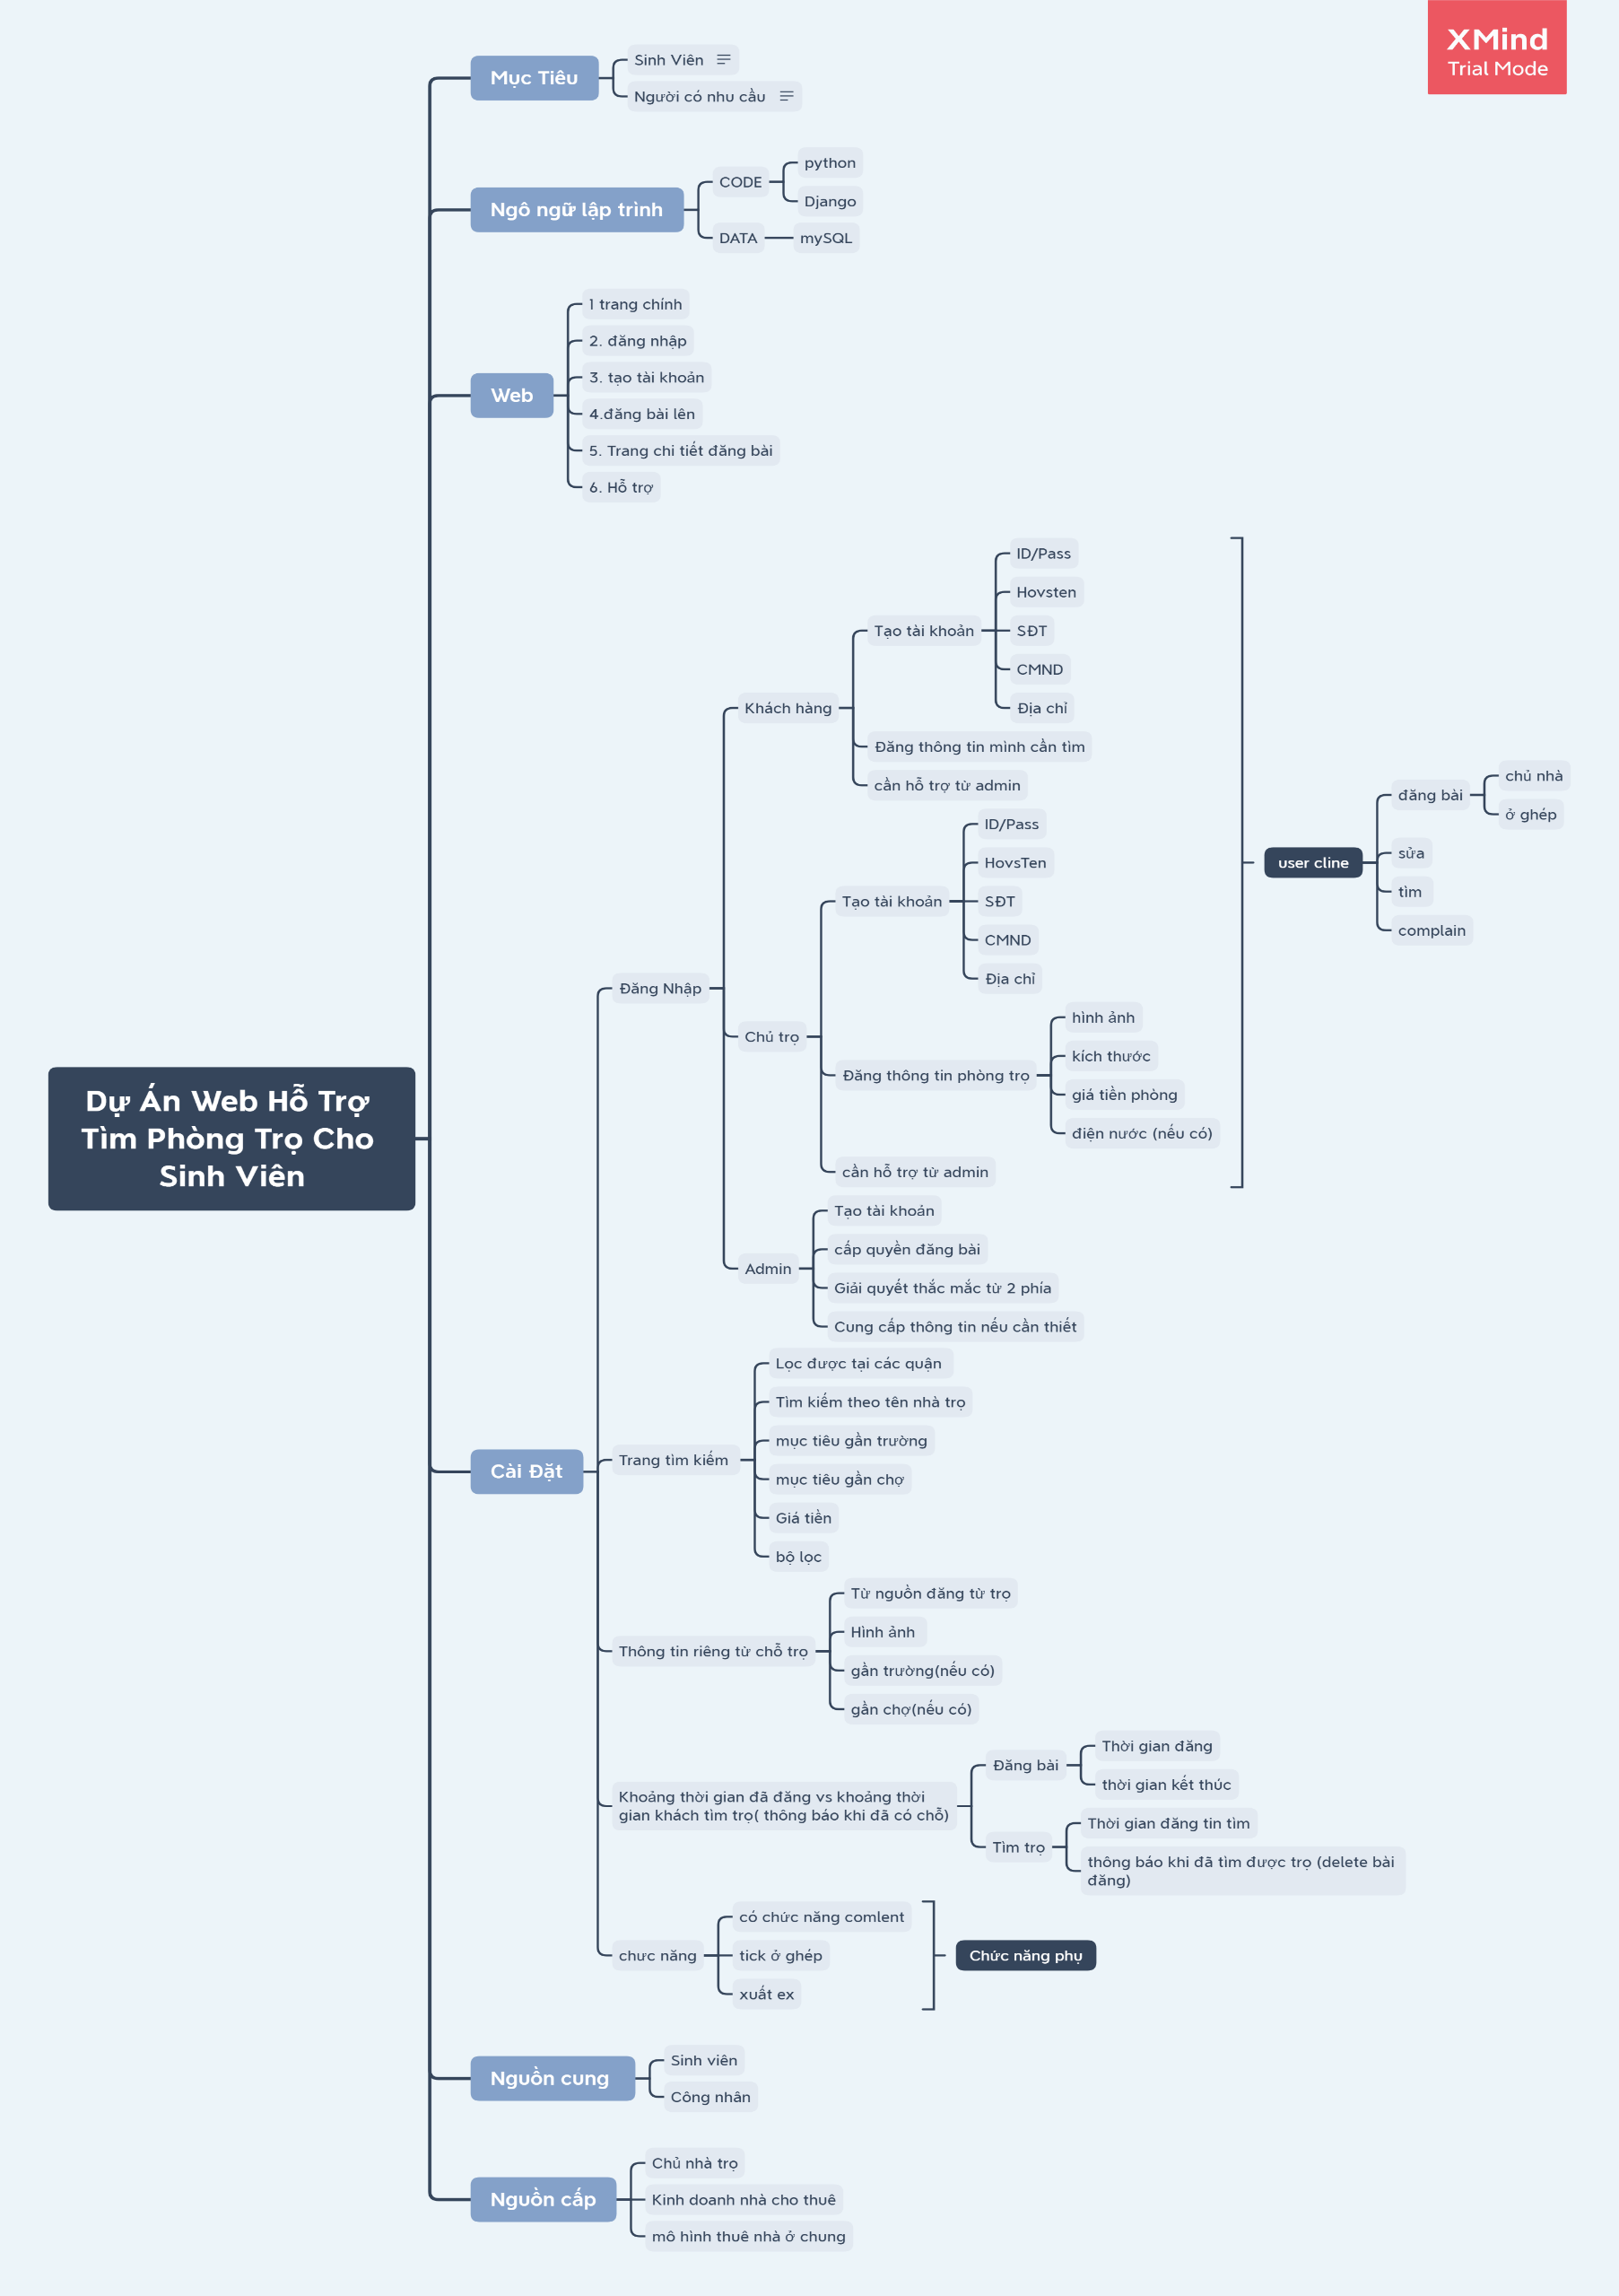 XMind
Trial Mode
Dự Án Web Hỗ Trợ
Tìm Phòng Trọ Cho
Sinh Viên
Mục Tiêu
Sinh Viên
Người có nhu cầu
Ngô ngữ lập trình
CODE
python
Django
DATA
mySQL
Web
1 trang chính
2. đăng nhập
3. tạo tài khoản
4.đăng bài lên
5. Trang chi tiết đăng bài
6. Hỗ trợ
Cài Đặt
Đăng Nhập
Khách hàng
Tạo tài khoản
ID/Pass
Hovsten
SĐT
CMND
Địa chỉ
Đăng thông tin mình cần tìm
cần hỗ trợ từ admin
Chủ trọ
Tạo tài khoản
ID/Pass
HovsTen
SĐT
CMND
Địa chỉ
Đăng thông tin phòng trọ
hình ảnh
kích thước
giá tiền phòng
điện nước (nếu có)
cần hỗ trợ từ admin
user cline
đăng bài
chủ nhà
ở ghép
sửa
tìm
complain
Admin
Tạo tài khoán
cấp quyền đăng bài
Giải quyết thắc mắc từ 2 phía
Cung cấp thông tin nếu cần thiết
Trang tìm kiếm
Lọc được tại các quận
Tìm kiếm theo tên nhà trọ
mục tiêu gần trường
mục tiêu gần chợ
Giá tiền
bộ lọc
Thông tin riêng từ chỗ trọ
Từ nguồn đăng từ trọ
Hình ảnh
gần trường(nếu có)
gần chợ(nếu có)
Khoảng thời gian đã đăng vs khoảng thời
gian khách tìm trọ( thông báo khi đã có chỗ)
Đăng bài
Thời gian đăng
thời gian kết thúc
Tìm trọ
Thời gian đăng tin tìm
thông báo khi đã tìm được trọ (delete bài
đăng)
chưc năng
có chức năng comlent
tick ở ghép
xuất ex
Chức năng phụ
Nguồn cung
Sinh viên
Công nhân
Nguồn cấp
Chủ nhà trọ
Kinh doanh nhà cho thuê
mô hình thuê nhà ở chung